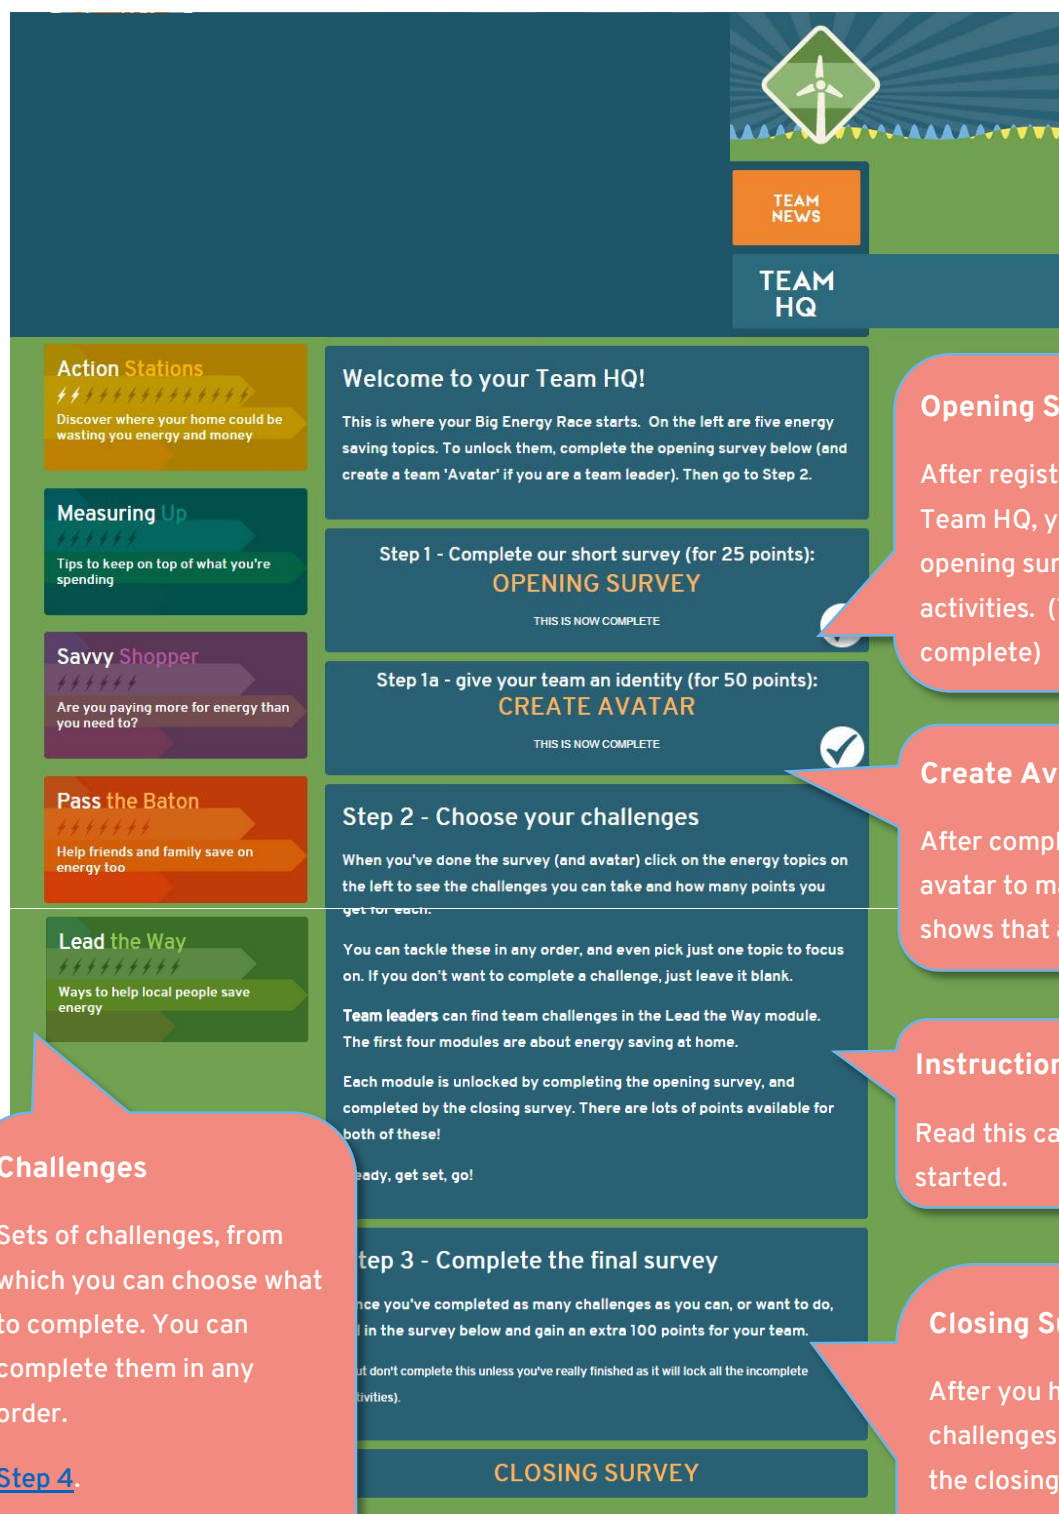 TEAM
NEWS
TEAM
HQ
Action Stations
Discover where your home could be
wasting you energy and money
Measuring Up
Tips to keep on top of what you're
spending
Savvy Shopper
Are you paying more for energy than
you need to?
Pass the Baton
Help friends and family save on
energy too
Lead the Way
Ways to help local people save
energy
Welcome to your Team HQ!
This is where your Big Energy Race starts. On the left are five energy
saving topics. To unlock them, complete the opening survey below (and
create a team 'Avatar' if you are a team leader). Then go to Step 2.
Step 1 - Complete our short survey (for 25 points):
OPENING SURVEY
THIS IS NOW COMPLETE
Step 1a - give your team an identity (for 50 points):
CREATE AVATAR
THIS IS NOW COMPLETE
Step 2 - Choose your challenges
When you've done the survey (and avatar) click on the energy topics on
the left to see the challenges you can take and how many points you
get for each.
You can tackle these in any order, and even pick just one topic to focus
on. If you don't want to complete a challenge, just leave it blank.
Team leaders can find team challenges in the Lead the Way module.
The first four modules are about energy saving at home.
Each module is unlocked by completing the opening survey, and
completed by the closing survey. There are lots of points available for
both of these!
eady, get set, go!
tep 3 - Complete the final survey
nce you've completed as many challenges as you can, or want to do,
l in the survey below and gain an extra 100 points for your team.
ut don't complete this unless you've really finished as it will lock all the incomplete
tivities).
CLOSING SURVEY
Challenges
Sets of challenges, from
which you can choose what
to complete. You can
complete them in any
order.
Step 4.
Opening S
After regist
Team HQ, y
opening sur
activities. (
complete)
Create Av
After compl
avatar to ma
shows that a
Instruction
Read this ca
started.
Closing Su
After you h
challenges
the closing